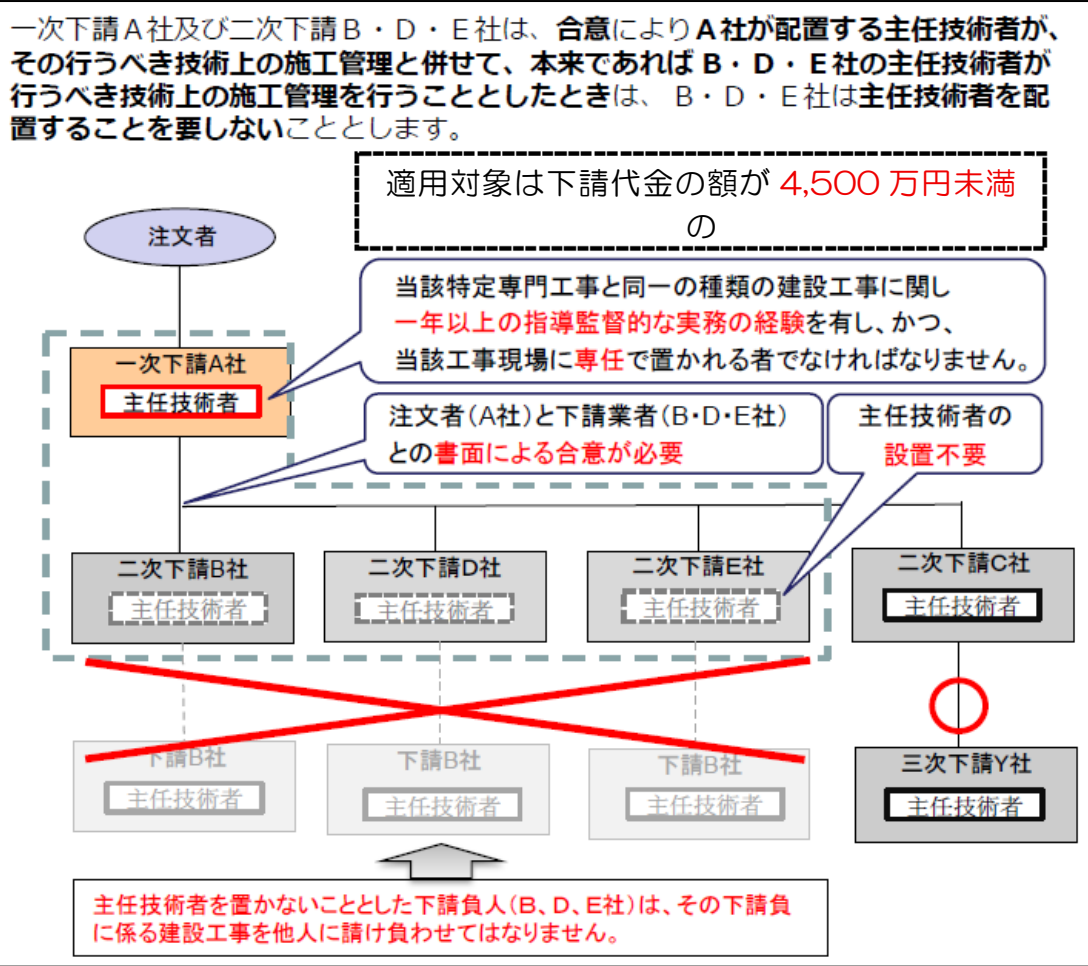 一次下請Ａ社及び二次下請Ｂ・Ｄ・Ｅ社は、合意によりＡ社が配置する主任技術者が、
その行うべき技術上の施工管理と併せて、本来であればＢ・Ｄ・Ｅ社の主任技術者が
行うべき技術上の施工管理を行うこととしたときは、Ｂ・Ｄ・Ｅ社は主任技術者を配
置することを要しないこととします。
適用対象は下請代金の額が 4,500 万円未満
の
注文者
当該特定専門工事と同一の種類の建設工事に関し
一年以上の指導監督的な実務の経験を有し、かつ、
当該工事現場に専任で置かれる者でなければなりません。
一次下請A社
主任技術者
注文者(A社)と下請業者(B・D・E社)
との書面による合意が必要
主任技術者の
設置不要
二次下請B社
主任技術者
二次下請D社
主任技術者
二次下請E社
主任技術者
二次下請C社
主任技術者
下請B社
主任技術者
下請B社
主任技術者
下請B社
主任技術者
三次下請Y社
主任技術者
主任技術者を置かないこととした下請負人(B、D、E社)は、その下請負
に係る建設工事を他人に請け負わせてはなりません。